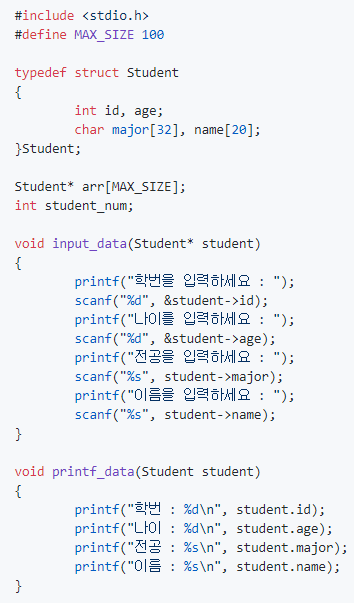 #include <stdio.h>
#define MAX_SIZE 100
typedef struct Student
{
int id, age;
char major[32], name[20];
}Student;
Student* arr[MAX_SIZE];
int student_num;
void input_data(Student* student)
{
printf("학번을 입력하세요 : ");
scanf("%d", &student->id);
printf("나이를 입력하세요 : ");
scanf("%d", &student->age);
printf("전공을 입력하세요 : ");
scanf("%s", student->major);
printf("이름을 입력하세요 : ");
scanf("%s", student->name);
}
void printf_data(Student student)
{
printf("학번 : %d\n", student.id);
printf("나이 : %d\n", student.age);
printf("전공 : %s\n", student.major);
printf("이름 : %s\n", student.name);
}